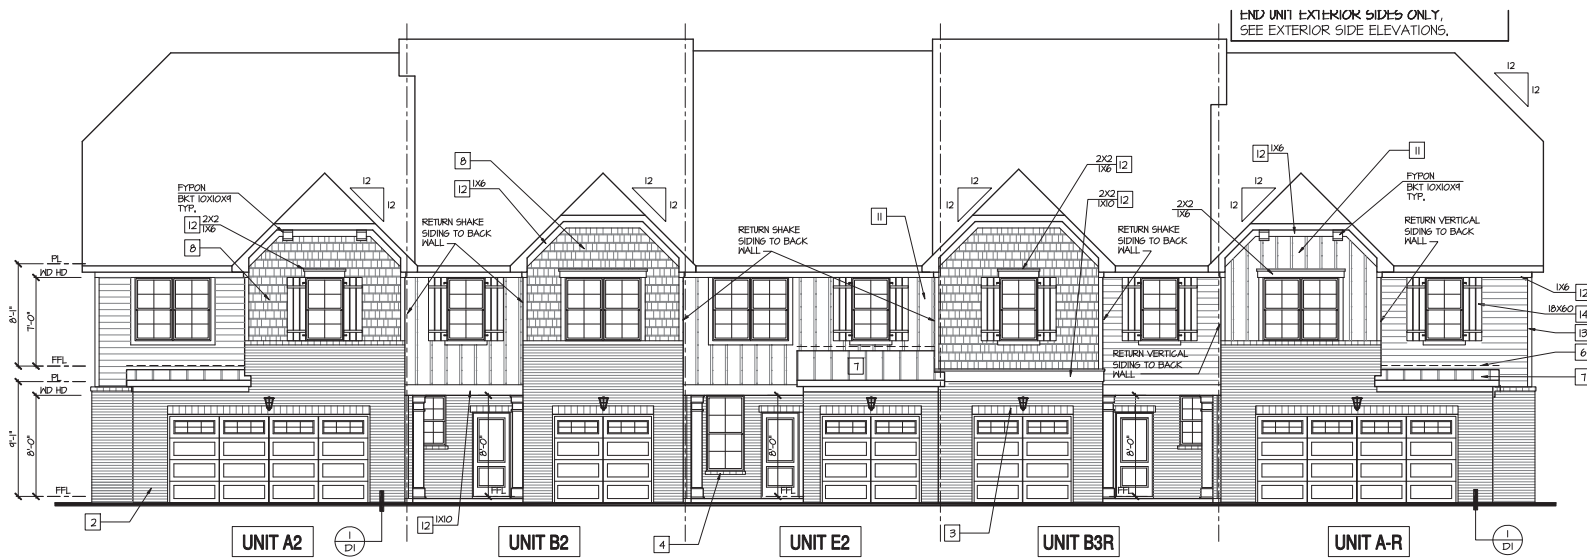 END UNIT EXTERIOR SIDES ONLY,
SEE EXTERIOR SIDE ELEVATIONS.
12
12
8
12 1X6
2X2
1X6 12
2X2
1X10 12
12 1X6
11
FYPON
BKT 10X10X9
TYP.
12
12
12
12
12
12
12
12
FYPON
BKT 10X10X9
TYP.
12 2X2
1X6
8
RETURN SHAKE
SIDING TO BACK
WALL
RETURN SHAKE
SIDING TO BACK
WALL
11
RETURN SHAKE
SIDING TO BACK
WALL
2X2
1X6
RETURN VERTICAL
SIDING TO BACK
WALL
PL
WD HD
8'-1"
7'-0"
FFL
PL
WD HD
9'-1"
8'-0"
FFL
1X6 12
18X60 14
13
6
7
7
RETURN VERTICAL
SIDING TO BACK
WALL
8'-0"
FFL
8'-0"
FFL
8'-0"
FFL
2
12 1X10
4
3
UNIT A2
1
D1
UNIT B2
UNIT E2
UNIT B3R
UNIT A-R
1
D1